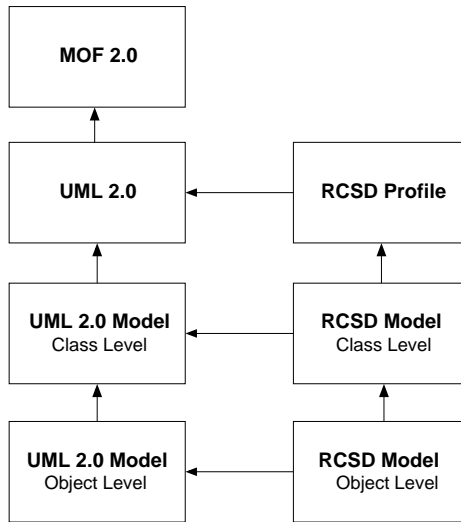 MOF 2.0
UML 2.0
RCSD Profile
UML 2.0 Model
Class Level
RCSD Model
Class Level
UML 2.0 Model
Object Level
RCSD Model
Object Level